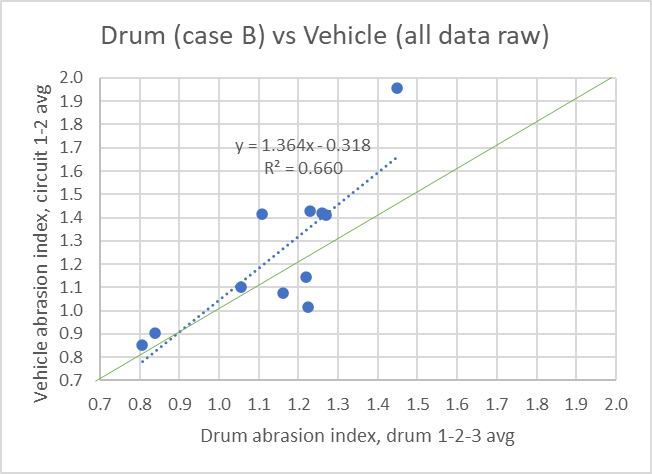 Drum (case B) vs Vehicle (all data raw)
2.0
1.9
1.8
1.7
1.6
1.5
1.4
1.3
1.2
1.1
1.0
0.9
0.8
0.7
Vehicle abrasion index, circuit 1-2 avg
y = 1.364x - 0.318
R² = 0.660
0.7 0.8 0.9 1.0 1.1 1.2 1.3 1.4 1.5 1.6 1.7 1.8 1.9 2.0
Drum abrasion index, drum 1-2-3 avg